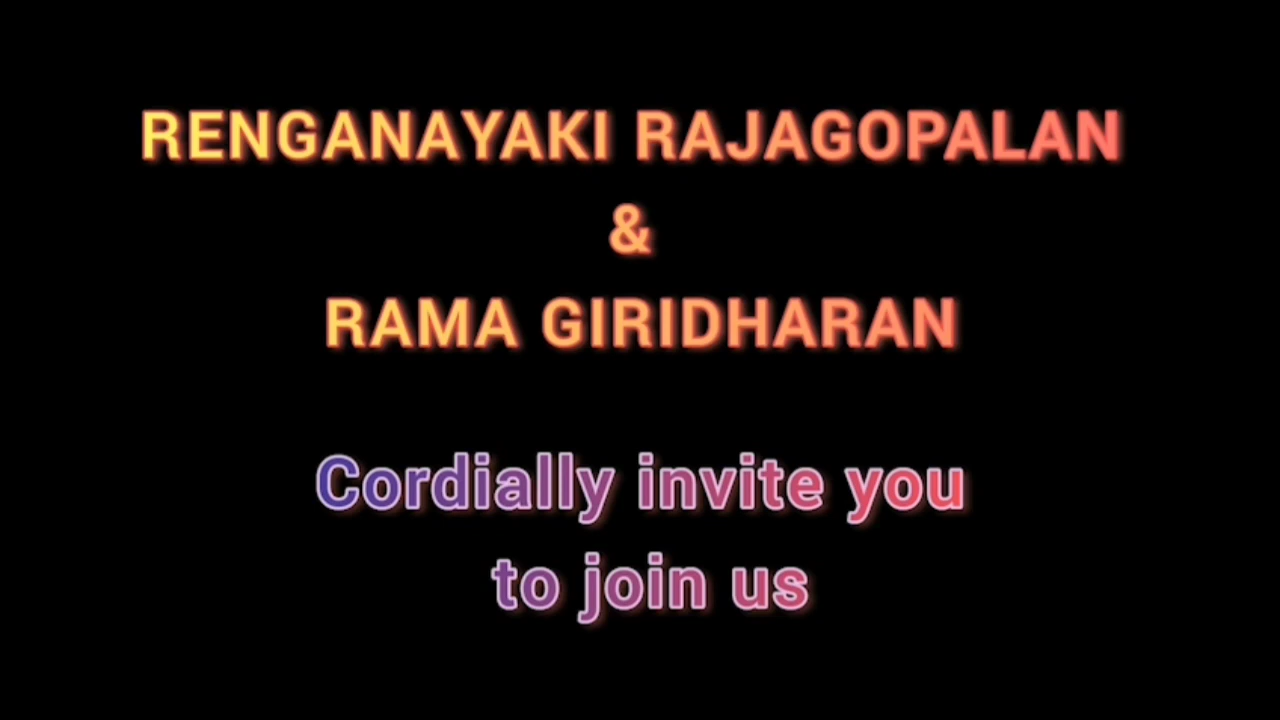 RENGANAYAKI RAJAGOPALAN
&
RAMA GIRIDHARAN
Cordially invite you
to join us